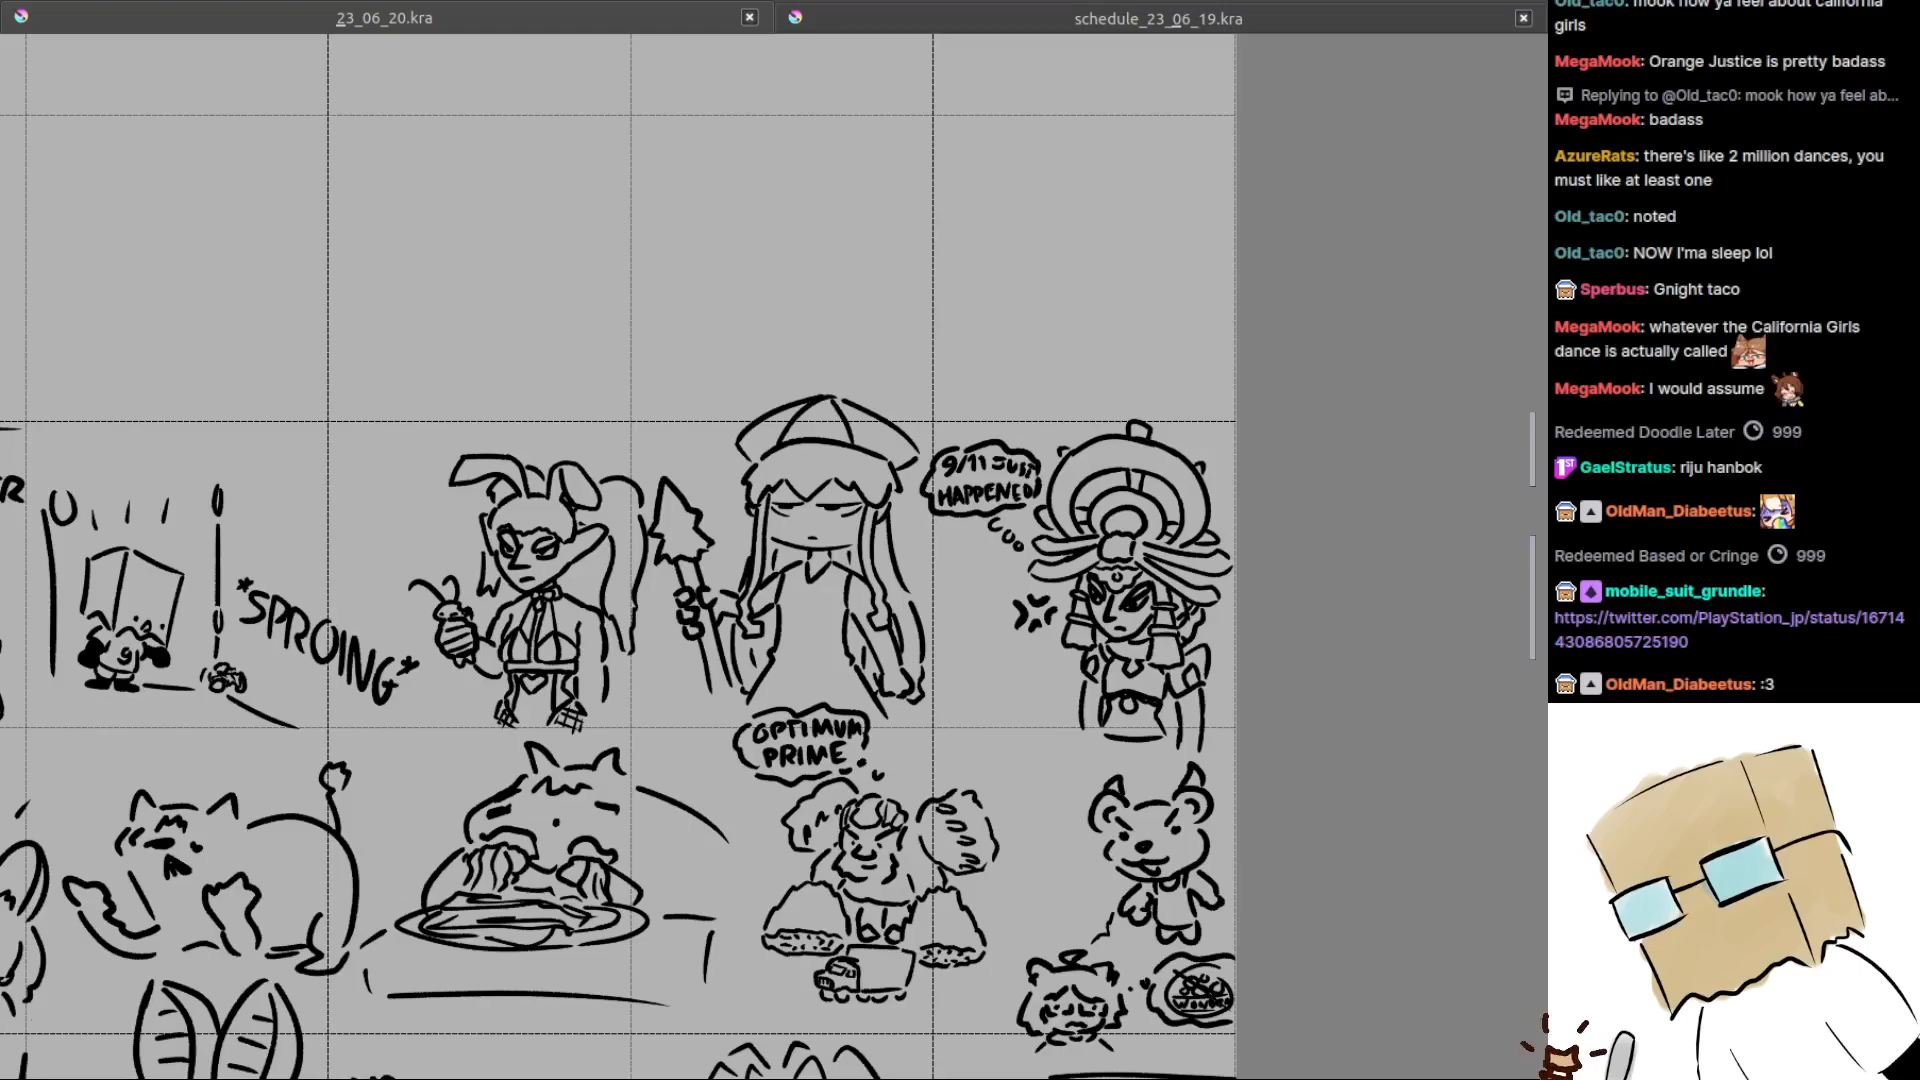 23_06_20.kra
schedule_23_06_19.kra
girls
MegaMook: Orange Justice is pretty badass
Replying to @Old_tac0: mook how ya feel ab...
MegaMook: badass
AzureRats: there's like 2 million dances, you
must like at least one
Old_tac0: noted
Old_tac0: NOW I'ma sleep lol
Sperbus: Gnight taco
MegaMook: whatever the California Girls
dance is actually called
MegaMook: I would assume
Redeemed Doodle Later 999
1ST GaelStratus: riju hanbok
OldMan_Diabeetus:
Redeemed Based or Cringe 999
mobile_suit_grundle:
https://twitter.com/PlayStation_jp/status/16714
43086805725190
OldMan_Diabeetus: :3
9/11 JUST
HAPPENED
*SPROING*
OPTIMUM
PRIME